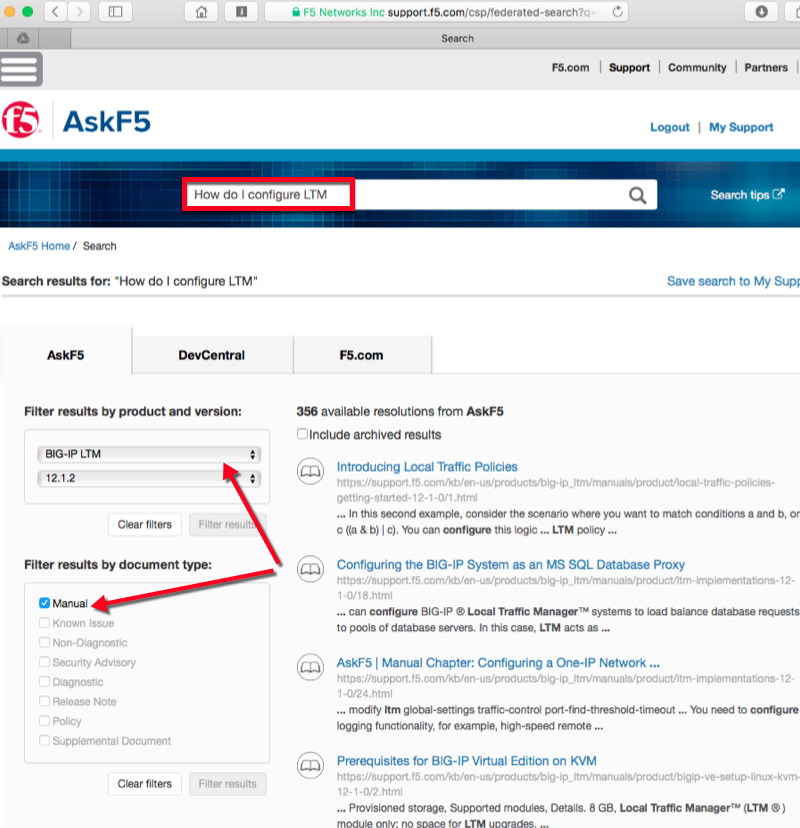 F5 Networks Inc support.f5.com/csp/federated-search?q=
Search
F5.com | Support | Community | Partners |
f5 AskF5
Logout | My Support
How do I configure LTM
Search tips
AskF5 Home / Search
Search results for: "How do I configure LTM"
Save search to My Supp
AskF5
DevCentral
F5.com
Filter results by product and version:
BIG-IP LTM
12.1.2
Clear filters
Filter results
Filter results by document type:
Manual
Known Issue
Non-Diagnostic
Security Advisory
Diagnostic
Release Note
Policy
Supplemental Document
Clear filters
Filter results
356 available resolutions from AskF5
Include archived results
Introducing Local Traffic Policies
https://support.f5.com/kb/en-us/products/big-ip_ltm/manuals/product/local-traffic-policies-
getting-started-12-1-0/1.html
... In this second example, consider the scenario where you want to match conditions a and b, or
c ((a & b) | c). You can configure this logic ... LTM policy ...
Configuring the BIG-IP System as an MS SQL Database Proxy
https://support.f5.com/kb/en-us/products/big-ip_ltm/manuals/product/ltm-implementations-12-
1-0/18.html
... can configure BIG-IP ® Local Traffic Manager™ systems to load balance database requests
to pools of database servers. In this case, LTM acts as ...
AskF5 | Manual Chapter: Configuring a One-IP Network ...
https://support.f5.com/kb/en-us/products/big-ip_ltm/manuals/product/ltm-implementations-12-
1-0/24.html
... modify ltm global-settings traffic-control port-find-threshold-timeout ... You need to configure
logging functionality, for example, high-speed remote ...
Prerequisites for BIG-IP Virtual Edition on KVM
https://support.f5.com/kb/en-us/products/big-ip_ltm/manuals/product/bigip-ve-setup-linux-kvm-
12-1-0/2.html
... Provisioned storage, Supported modules, Details. 8 GB, Local Traffic Manager™ (LTM ® )
module only; no space for LTM upgrades. ...